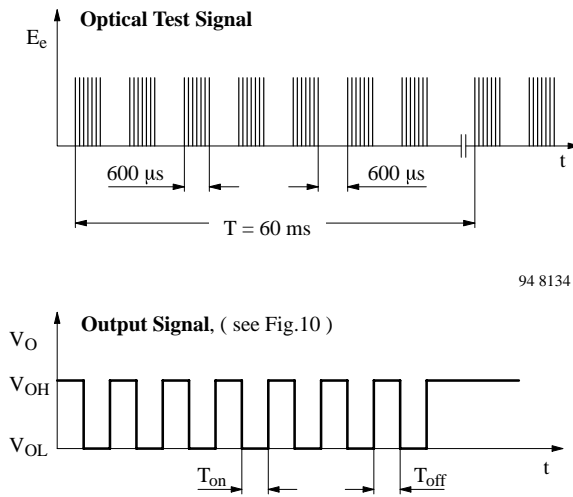 Optical Test Signal
Eₑ
t
600 µs
600 µs
T = 60 ms
94 8134
Output Signal, ( see Fig.10 )
V_O
V_OH
V_OL
T_on
T_off
t